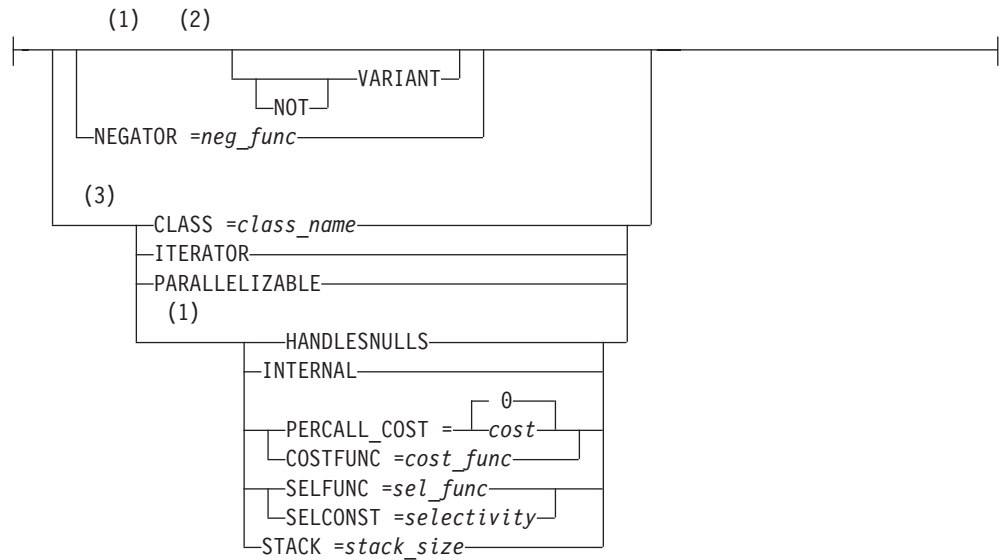 (1) (2)
VARIANT
NOT
NEGATOR =neg_func
(3)
CLASS =class_name
ITERATOR
PARALLELIZABLE
(1)
HANDLESNULLS
INTERNAL
0
PERCALL_COST = cost
COSTFUNC =cost_func
SELFUNC =sel_func
SELCONST =selectivity
STACK =stack_size